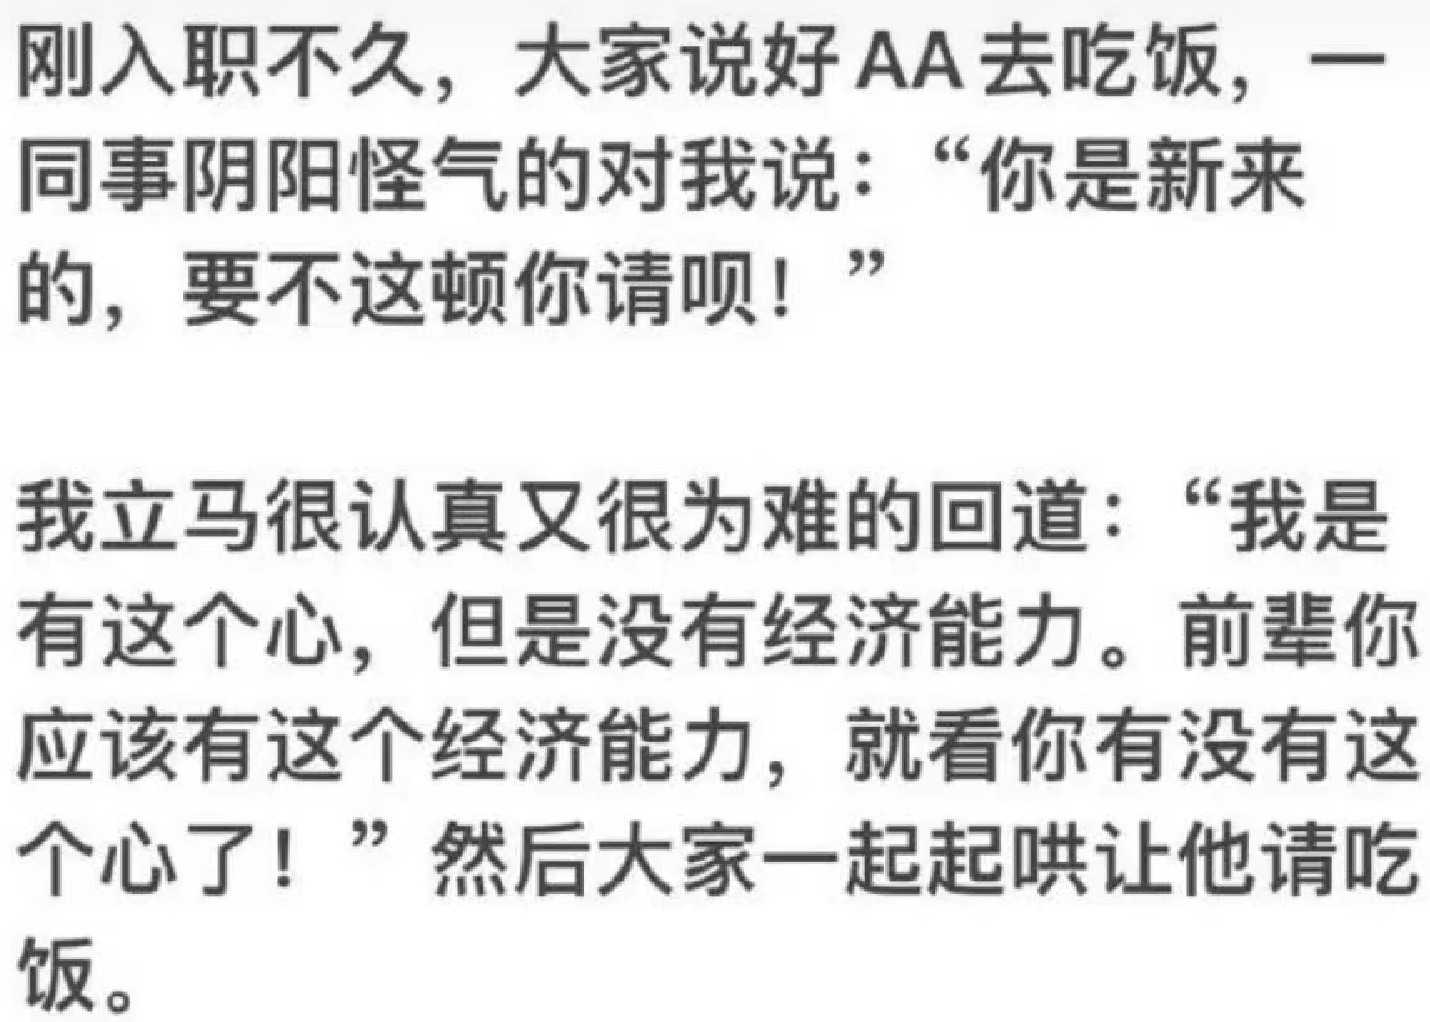 刚入职不久，大家说好AA去吃饭，一
同事阴阳怪气的对我说：“你是新来
的，要不这顿你请呗！”
我立马很认真又很为难的回道：“我是
有这个心，但是没有经济能力。前辈你
应该有这个经济能力，就看你有没有这
个心了！”然后大家一起起哄让他请吃
饭。